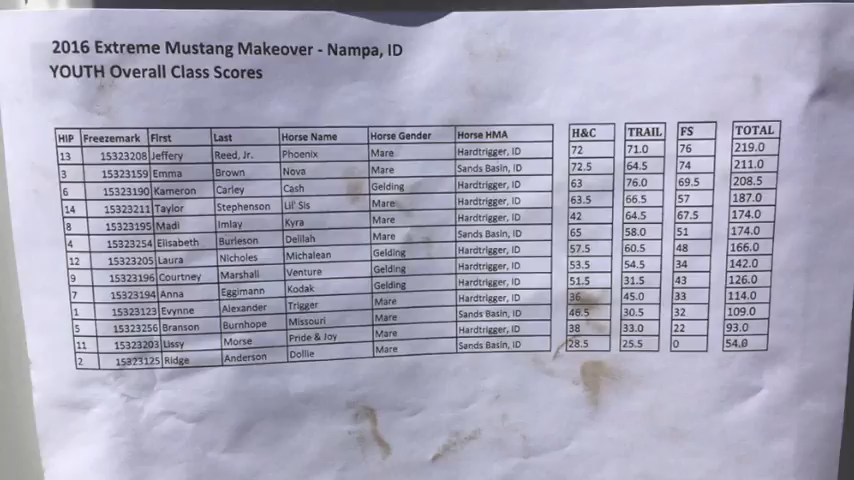 2016 Extreme Mustang Makeover - Nampa, ID
YOUTH Overall Class Scores
HIP Freezemark First Last Horse Name Horse Gender Horse HMA H&C TRAIL FS TOTAL
13 15323208 Jeffery Reed, Jr. Phoenix Mare Hardtrigger, ID 72 71.0 76 219.0
3 15323159 Emma Brown Nova Mare Sands Basin, ID 72.5 64.5 74 211.0
6 15323190 Kameron Carley Cash Gelding Hardtrigger, ID 63 76.0 69.5 208.5
14 15323211 Taylor Stephenson Lil' Sis Mare Hardtrigger, ID 63.5 66.5 57 187.0
8 15323195 Madi Imlay Kyra Mare Hardtrigger, ID 42 64.5 67.5 174.0
4 15323254 Elisabeth Burleson Delilah Mare Sands Basin, ID 65 58.0 51 174.0
12 15323205 Laura Nicholes Michalean Gelding Hardtrigger, ID 57.5 60.5 48 166.0
9 15323196 Courtney Marshall Venture Gelding Hardtrigger, ID 53.5 54.5 34 142.0
7 15323194 Anna Eggimann Kodak Gelding Hardtrigger, ID 51.5 31.5 43 126.0
1 15323123 Evynne Alexander Trigger Mare Hardtrigger, ID 36 45.0 33 114.0
5 15323256 Branson Burnhope Missouri Mare Sands Basin, ID 46.5 30.5 32 109.0
11 15323203 Lissy Morse Pride & Joy Mare Hardtrigger, ID 38 33.0 22 93.0
2 15323125 Ridge Anderson Dollie Mare Sands Basin, ID 28.5 25.5 0 54.0